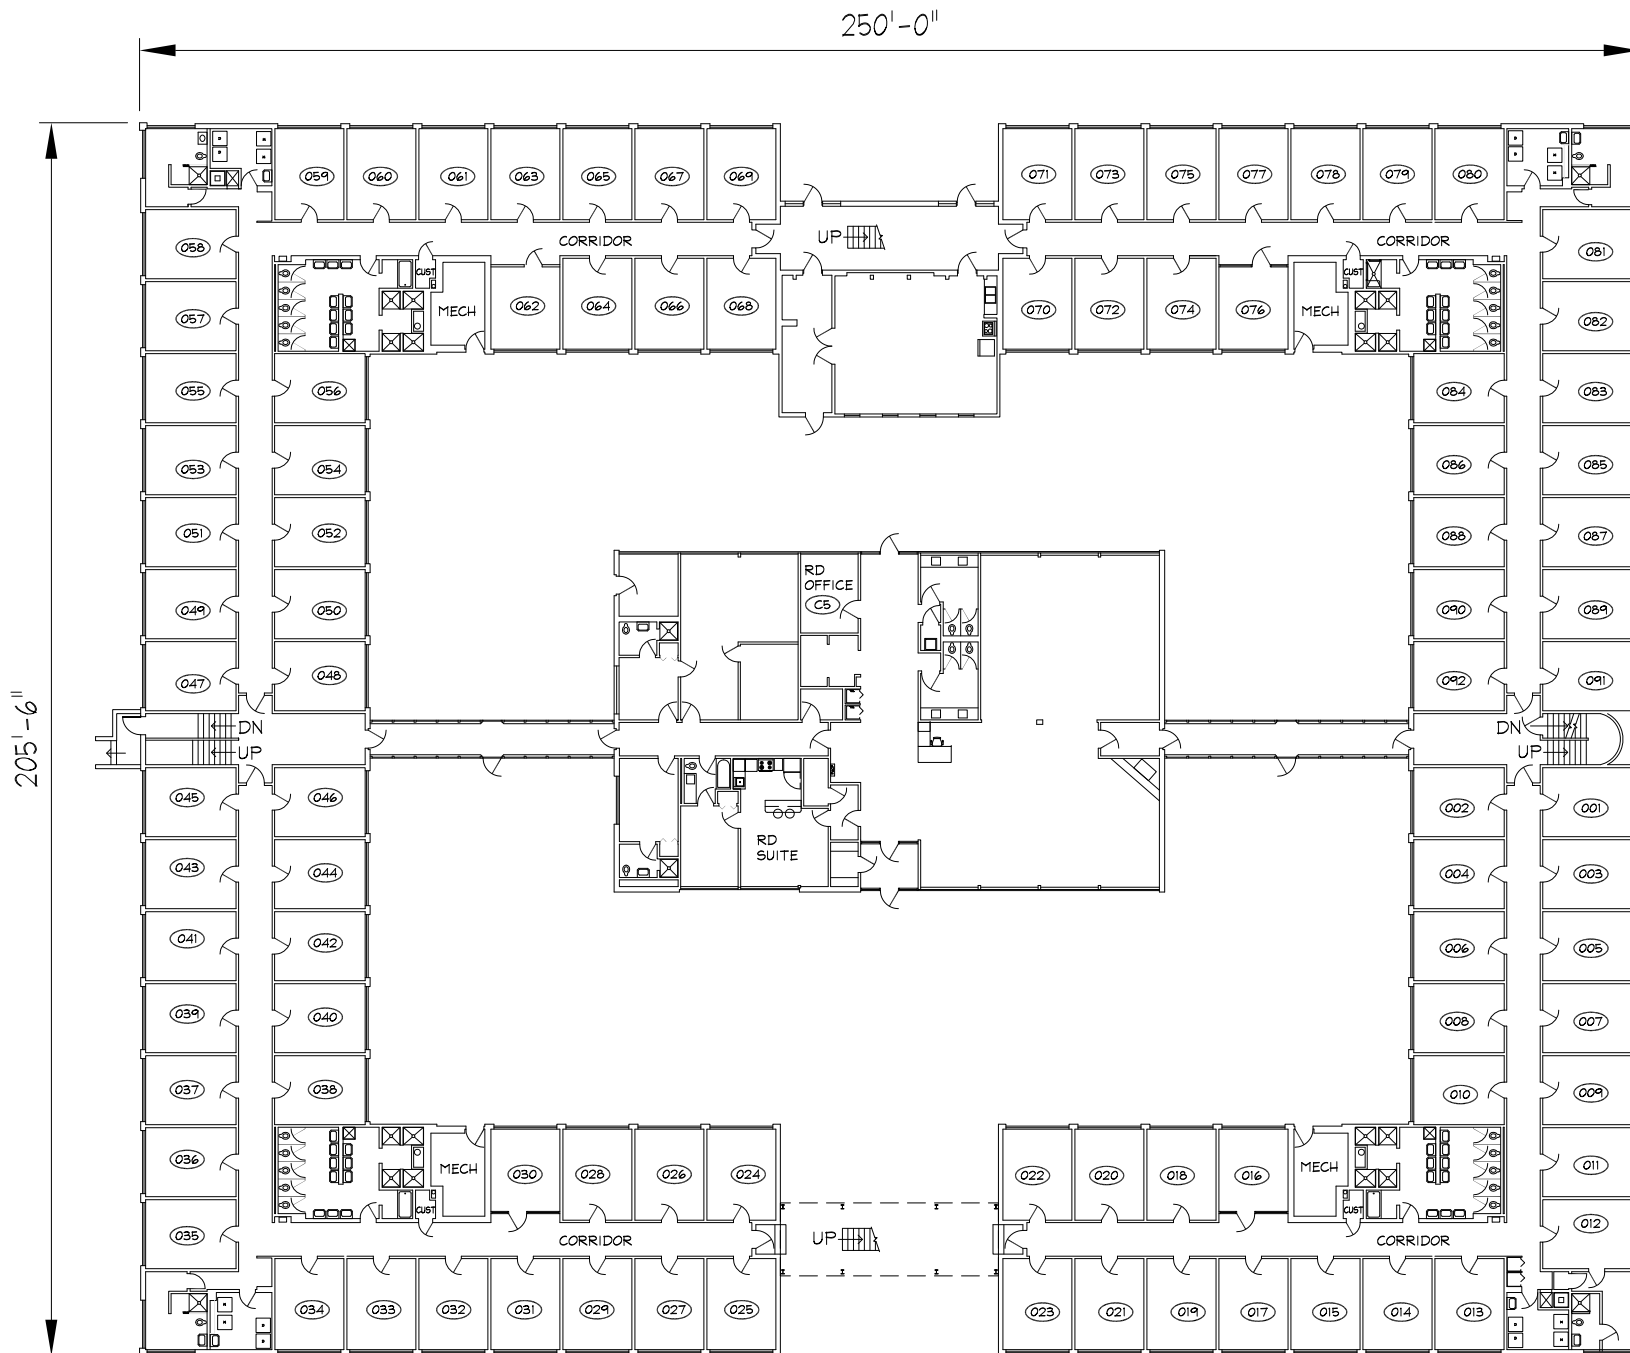 250'-0"
205'-6"
059 060 061 063 065 067 069 071 073 075 077 078 079 080
058 CORRIDOR UP CORRIDOR 081
CUST CUST
057 MECH 062 064 066 068 070 072 074 076 MECH 082
055 056 084 083
053 054 086 085
051 052 088 087
RD
OFFICE
C5
049 050 090 089
047 048 092 091
DN DN
UP UP
045 046 002 001
RD
SUITE
043 044 004 003
041 042 006 005
039 040 008 007
037 038 010 009
036 MECH 030 028 026 024 022 020 018 016 MECH 011
CUST CUST
035 CORRIDOR UP CORRIDOR 012
034 033 032 031 029 027 025 023 021 019 017 015 014 013